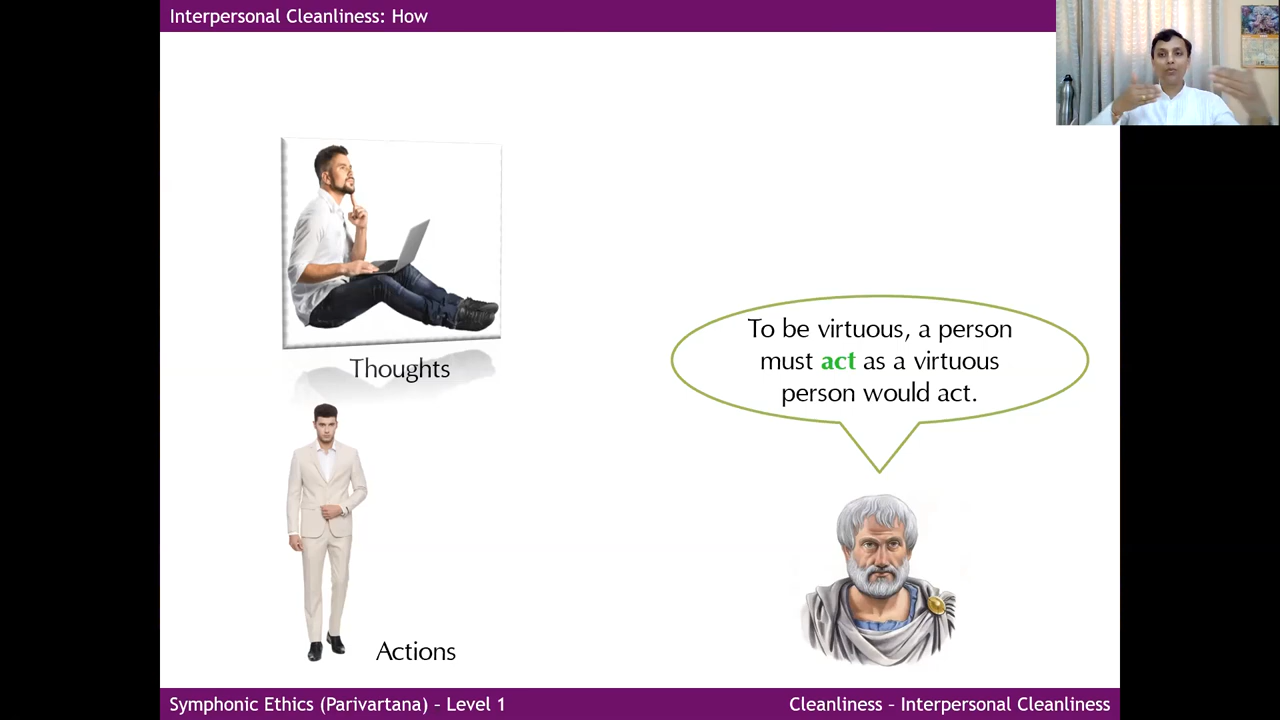 Interpersonal Cleanliness: How
Thoughts
To be virtuous, a person
must act as a virtuous
person would act.
Actions
Symphonic Ethics (Parivartana) – Level 1
Cleanliness – Interpersonal Cleanliness